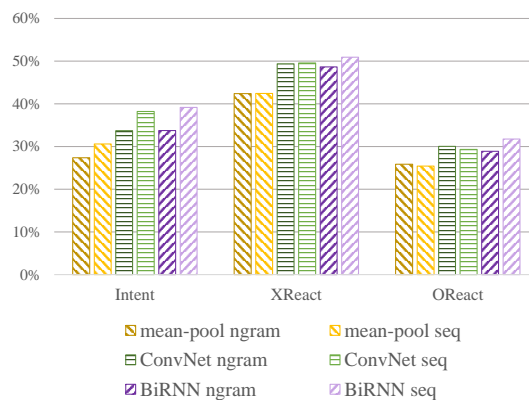 60%
50%
40%
30%
20%
10%
0%
Intent XReact OReact
mean-pool ngram mean-pool seq
ConvNet ngram ConvNet seq
BiRNN ngram BiRNN seq